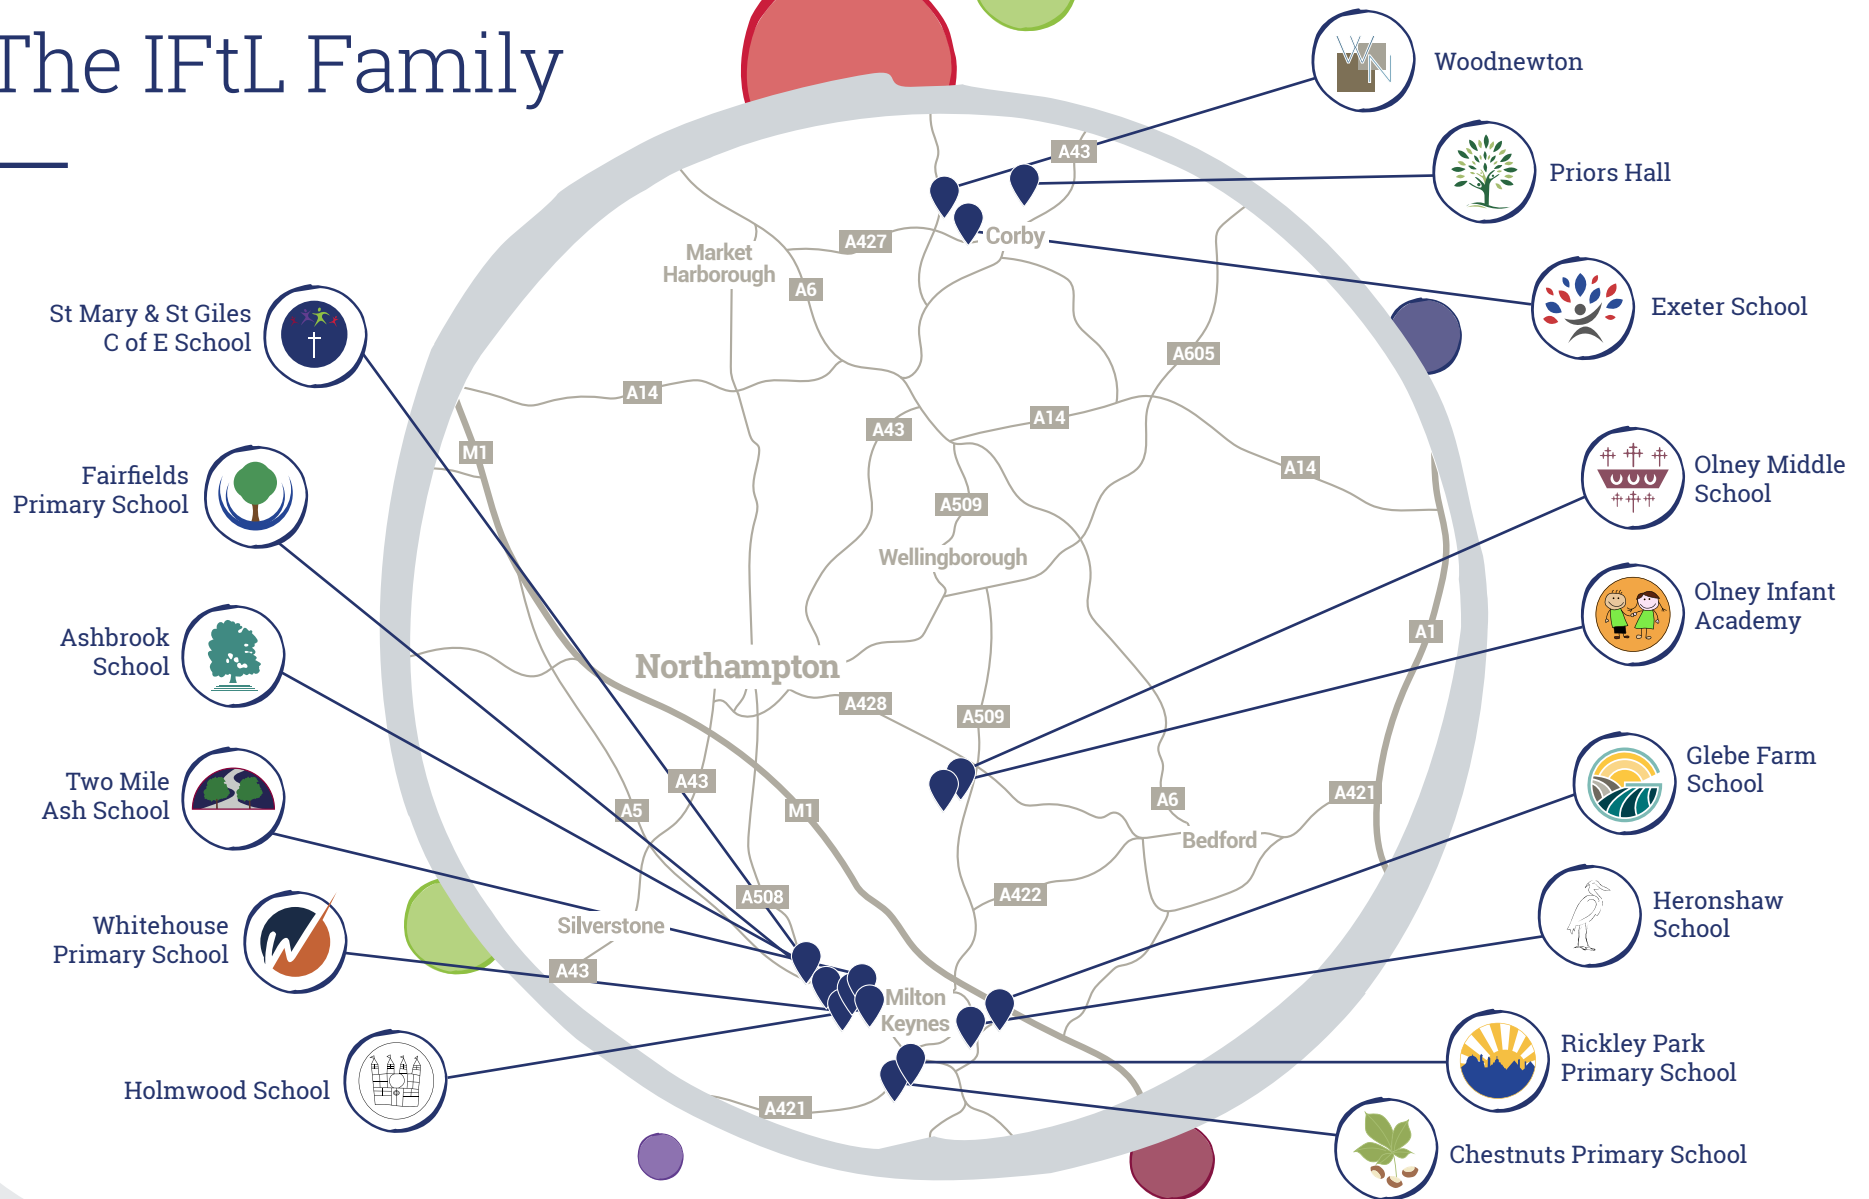 The IFtL Family
Woodnewton
Priors Hall
Exeter School
Olney Middle
School
Olney Infant
Academy
Glebe Farm
School
Heronshaw
School
Rickley Park
Primary School
Chestnuts Primary School
St Mary & St Giles
C of E School
Fairfields
Primary School
Ashbrook
School
Two Mile
Ash School
Whitehouse
Primary School
Holmwood School
WN
A43
A427
Corby
Market
Harborough
A6
A605
A14
A14
A43
M1
A14
A509
Wellingborough
A1
Northampton
A428
A509
A43
A5
M1
A6
A421
Bedford
A508
A422
Silverstone
A43
Milton
Keynes
A421